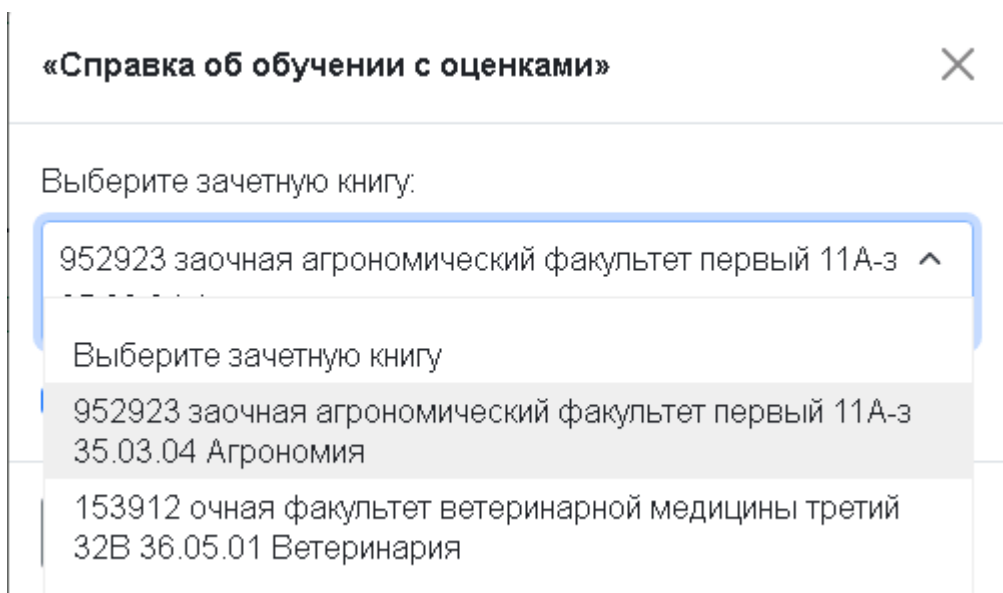 «Справка об обучении с оценками»
Выберите зачетную книгу:
952923 заочная агрономический факультет первый 11А-з
Выберите зачетную книгу
952923 заочная агрономический факультет первый 11А-з
35.03.04 Агрономия
153912 очная факультет ветеринарной медицины третий
32В 36.05.01 Ветеринария